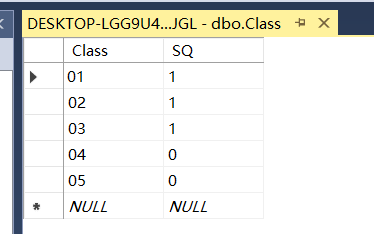 DESKTOP-LGG9U4...JGL - dbo.Class
Class SQ
01 1
02 1
03 1
04 0
05 0
NULL NULL